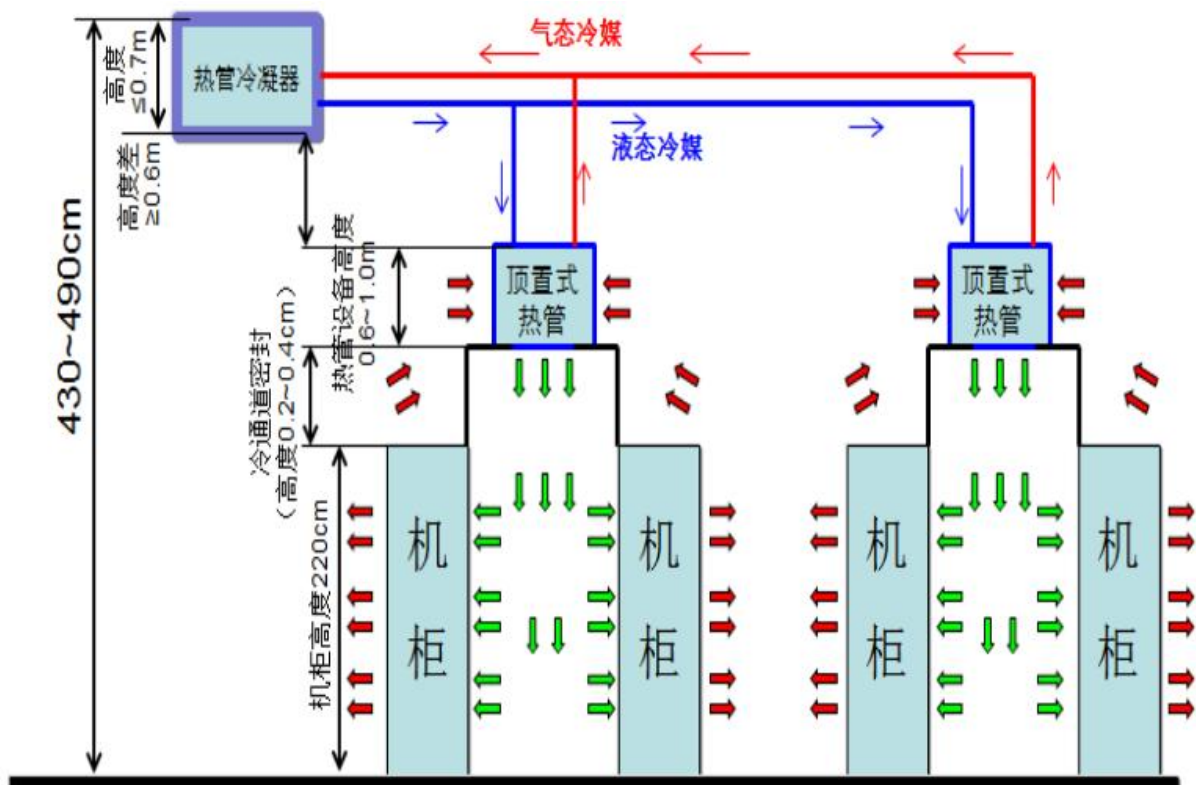 气态冷媒
热管冷凝器
高度
≤0.7m
液态冷媒
高度差
≥0.6m
430~490cm
热管设备高度
0.6~1.0m
顶置式
热管
顶置式
热管
冷通道密封
（高度0.2~0.4cm）
机柜高度220cm
机
柜
机
柜
机
柜
机
柜